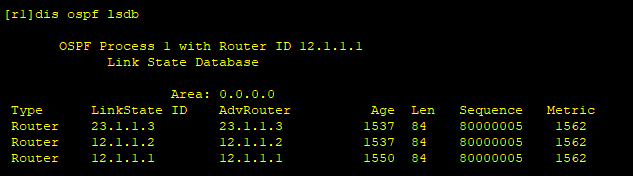 [r1]dis ospf lsdb
OSPF Process 1 with Router ID 12.1.1.1
Link State Database
Area: 0.0.0.0
Type LinkState ID AdvRouter Age Len Sequence Metric
Router 23.1.1.3 23.1.1.3 1537 84 80000005 1562
Router 12.1.1.2 12.1.1.2 1537 84 80000005 1562
Router 12.1.1.1 12.1.1.1 1550 84 80000005 1562